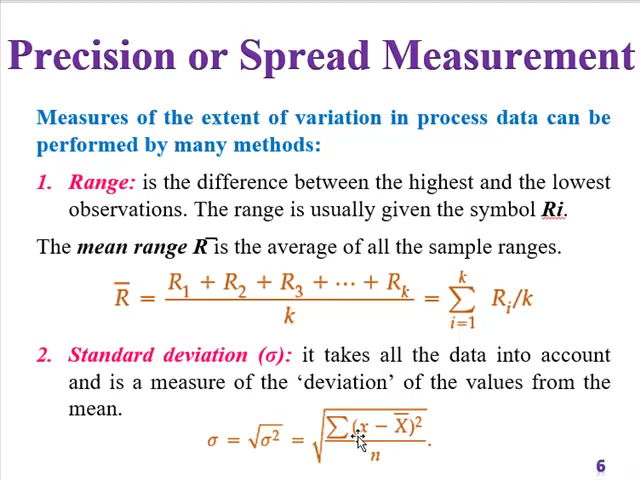 Precision or Spread Measurement
Measures of the extent of variation in process data can be
performed by many methods:
1. Range: is the difference between the highest and the lowest
observations. The range is usually given the symbol Ri.
The mean range R̅ is the average of all the sample ranges.
R̅ = (R₁ + R₂ + R₃ + ⋯ + Rₖ) / k = ∑ᵢ₌₁ᵏ Rᵢ/k
2. Standard deviation (σ): it takes all the data into account
and is a measure of the ‘deviation’ of the values from the
mean.
σ = √σ² = √(∑(x − X̅)² / n).
6